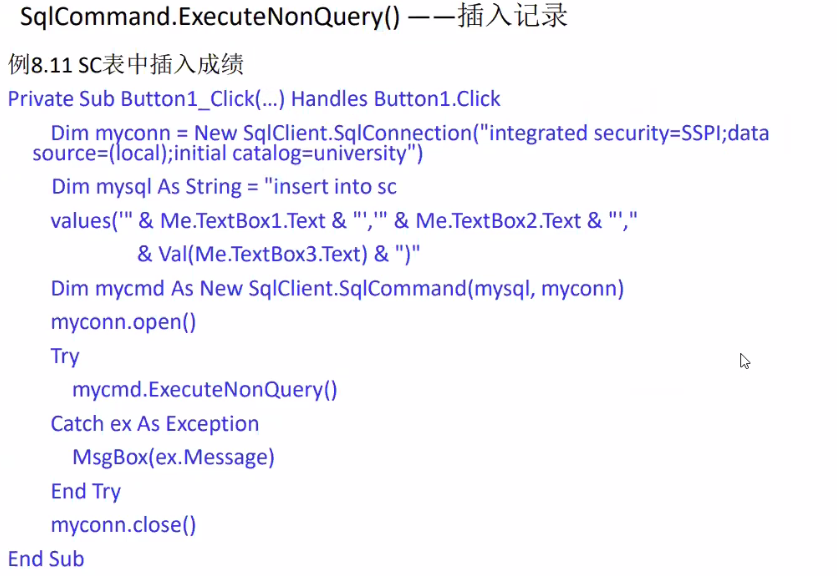 SqlCommand.ExecuteNonQuery() ——插入记录
例8.11 SC表中插入成绩
Private Sub Button1_Click(...) Handles Button1.Click
Dim myconn = New SqlClient.SqlConnection("integrated security=SSPI;data
source=(local);initial catalog=university")
Dim mysql As String = "insert into sc
values('" & Me.TextBox1.Text & "','" & Me.TextBox2.Text & "',"
& Val(Me.TextBox3.Text) & ")"
Dim mycmd As New SqlClient.SqlCommand(mysql, myconn)
myconn.open()
Try
mycmd.ExecuteNonQuery()
Catch ex As Exception
MsgBox(ex.Message)
End Try
myconn.close()
End Sub